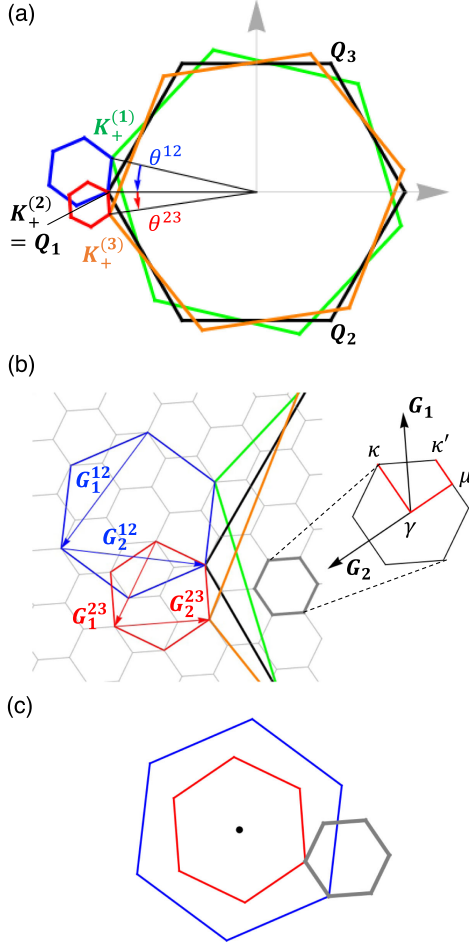 (a)
Q₃
K₊⁽¹⁾
θ¹²
K₊⁽²⁾
= Q₁
θ²³
K₊⁽³⁾
Q₂
(b)
G₁
κ κ′
G₁¹²
μ
G₂¹²
γ
G₂
G₁²³ G₂²³
(c)